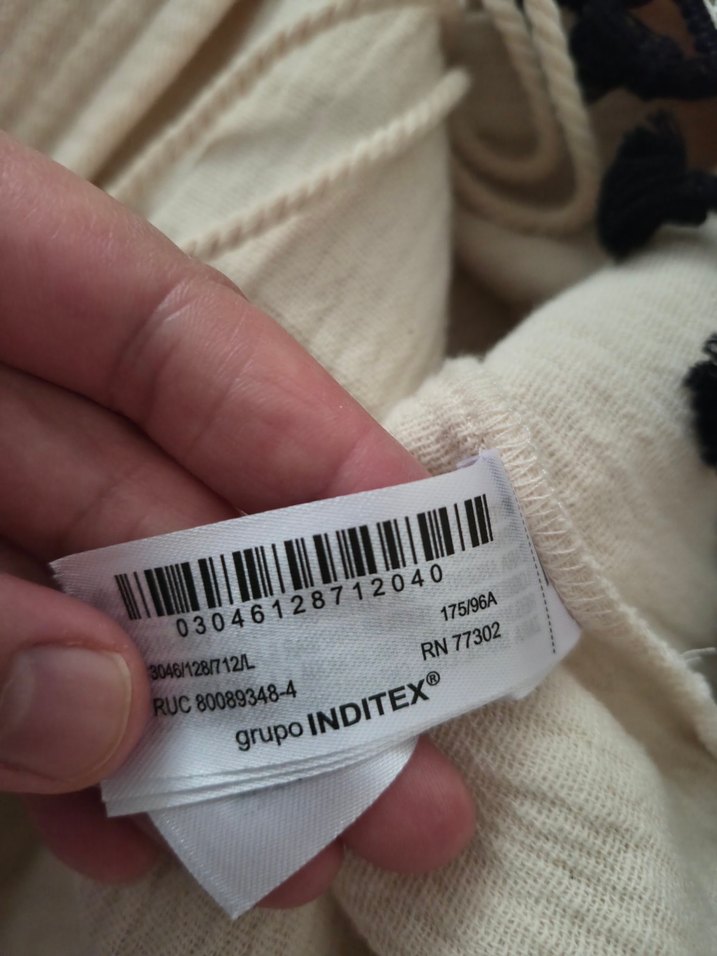 03046128712040
175/96A
3046/128/712/L
RN 77302
RUC 80089348-4
grupo INDITEX®